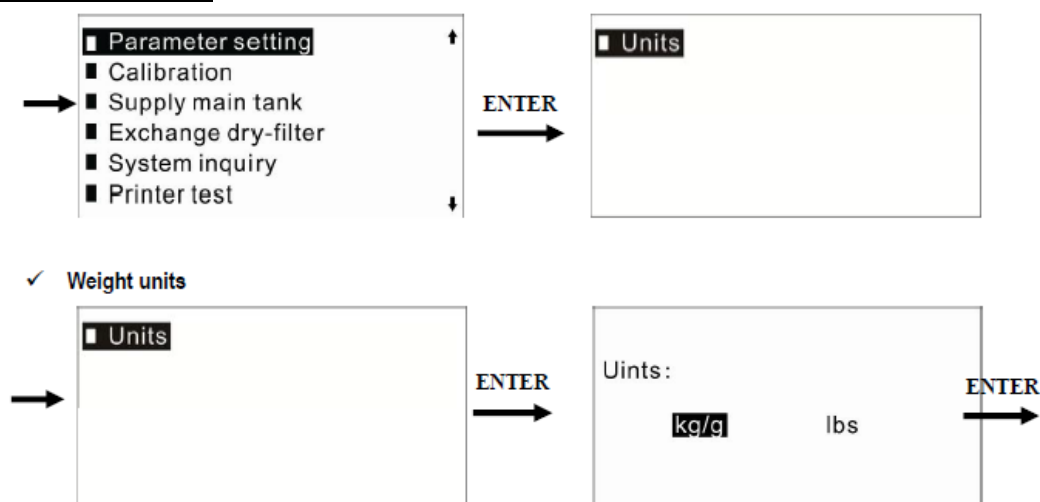 Parameter setting
Calibration
Supply main tank
Exchange dry-filter
System inquiry
Printer test
ENTER
Units
✓ Weight units
Units
ENTER
Uints:
kg/g lbs
ENTER